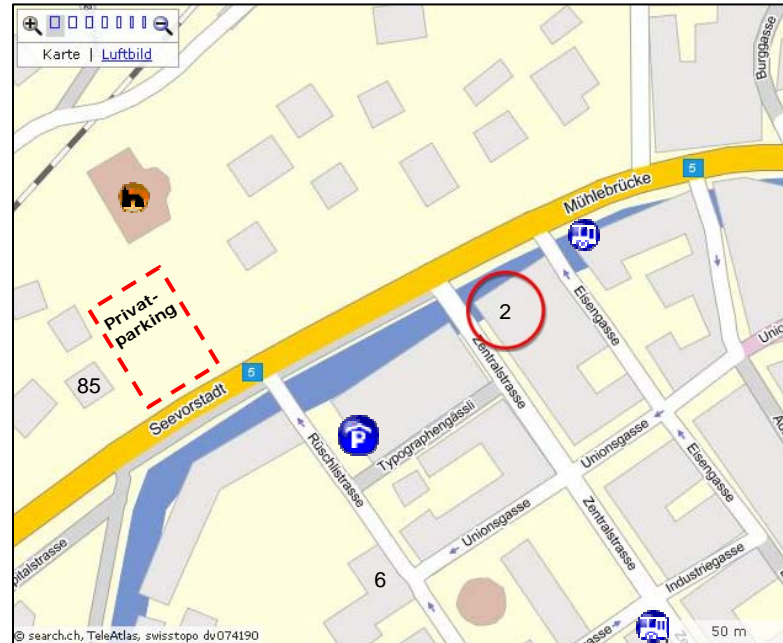 Karte | Luftbild
Burggasse
5
Mühlebrücke
Privat-
parking
2
Eisengasse
85
5
Seevorstadt
Zentralstrasse
P
Typographengässli
Rüschlistrasse
Unionsgasse
Eisengasse
Unionsgasse
Zentralstrasse
6
Industriegasse
© search.ch, TeleAtlas, swisstopo dv074190
50 m